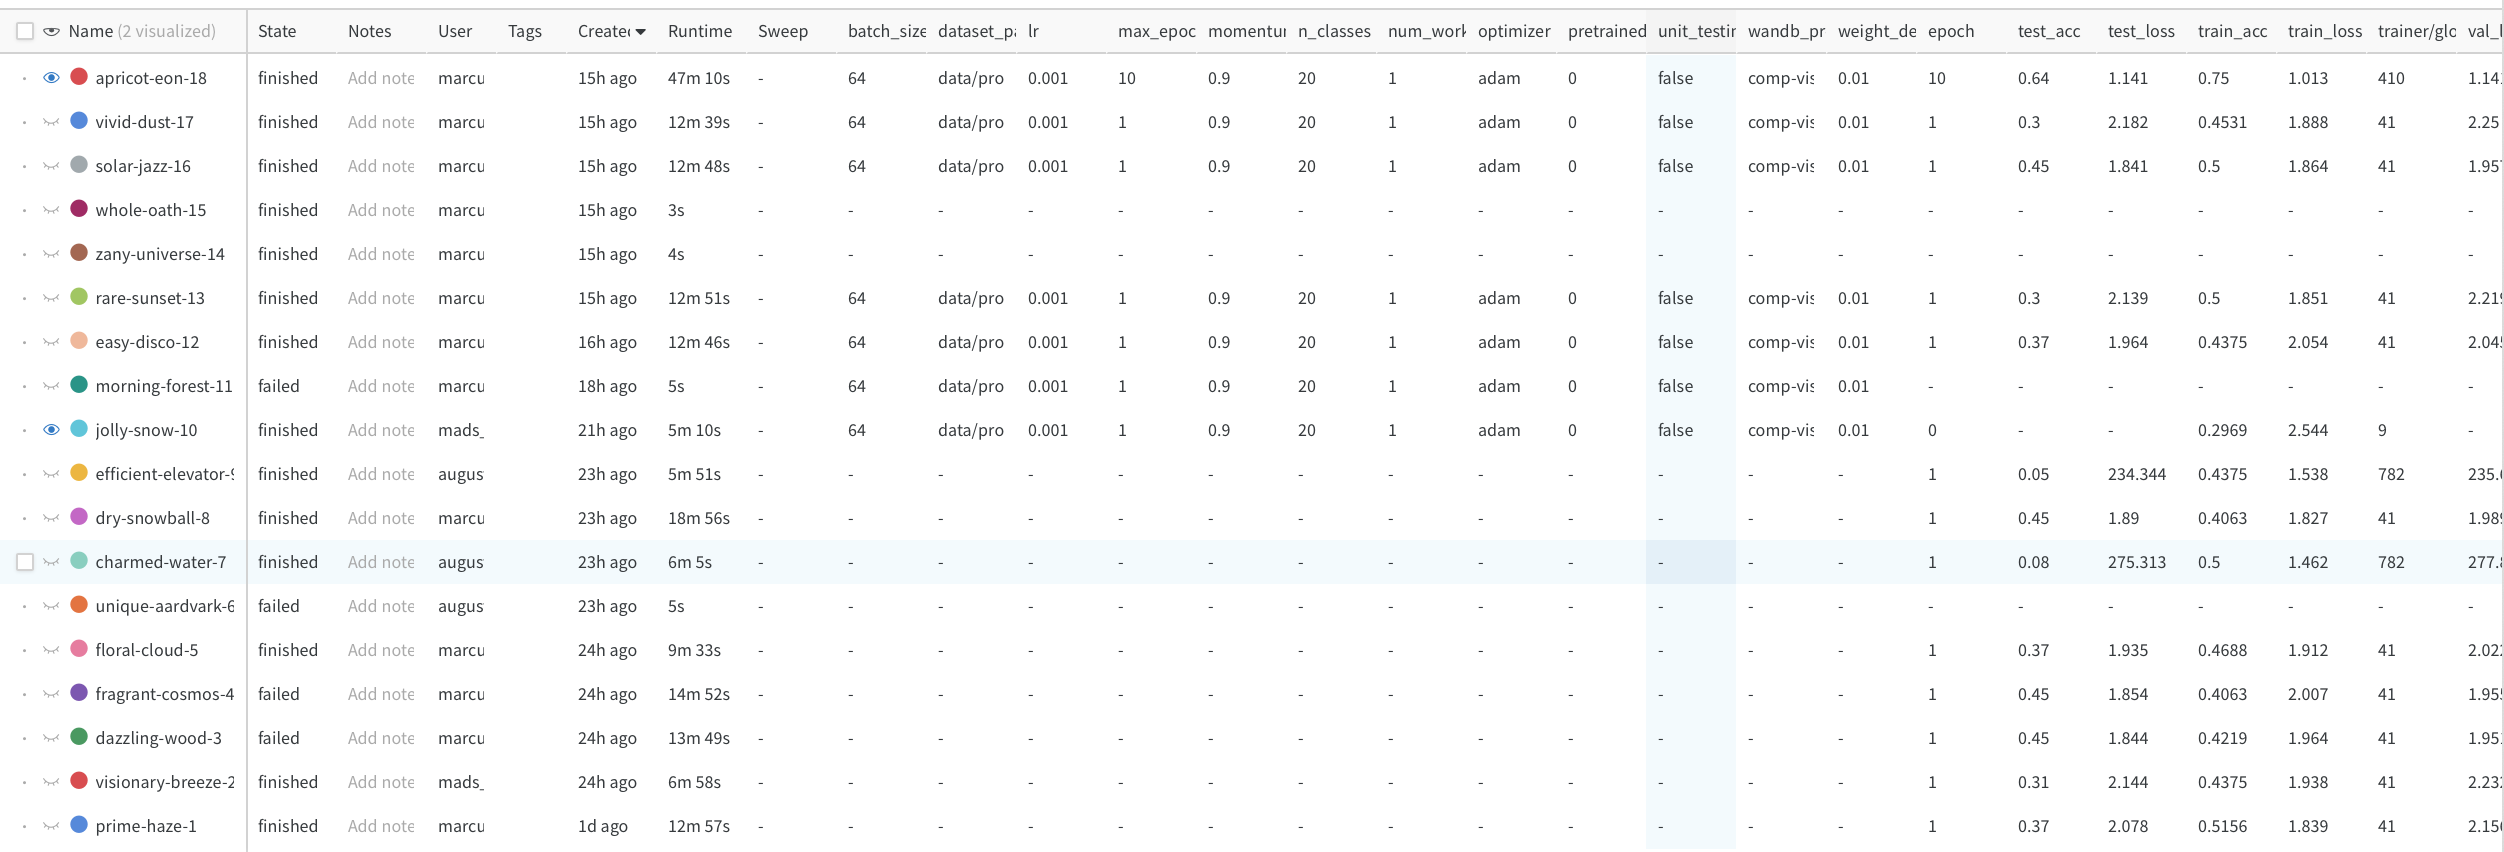 Name (2 visualized) State Notes User Tags Created Runtime Sweep batch_size dataset_pa lr max_epoc momentum n_classes num_work optimizer pretrained unit_testin wandb_pr weight_de epoch test_acc test_loss train_acc train_loss trainer/glo val_l
apricot-eon-18 finished Add note marcu 15h ago 47m 10s - 64 data/pro 0.001 10 0.9 20 1 adam 0 false comp-vis 0.01 10 0.64 1.141 0.75 1.013 410 1.14
vivid-dust-17 finished Add note marcu 15h ago 12m 39s - 64 data/pro 0.001 1 0.9 20 1 adam 0 false comp-vis 0.01 1 0.3 2.182 0.4531 1.888 41 2.25
solar-jazz-16 finished Add note marcu 15h ago 12m 48s - 64 data/pro 0.001 1 0.9 20 1 adam 0 false comp-vis 0.01 1 0.45 1.841 0.5 1.864 41 1.957
whole-oath-15 finished Add note marcu 15h ago 3s - - - - - - - - - - - - - - - - - - - -
zany-universe-14 finished Add note marcu 15h ago 4s - - - - - - - - - - - - - - - - - - - -
rare-sunset-13 finished Add note marcu 15h ago 12m 51s - 64 data/pro 0.001 1 0.9 20 1 adam 0 false comp-vis 0.01 1 0.3 2.139 0.5 1.851 41 2.219
easy-disco-12 finished Add note marcu 16h ago 12m 46s - 64 data/pro 0.001 1 0.9 20 1 adam 0 false comp-vis 0.01 1 0.37 1.964 0.4375 2.054 41 2.045
morning-forest-11 failed Add note marcu 18h ago 5s - 64 data/pro 0.001 1 0.9 20 1 adam 0 false comp-vis 0.01 - - - - - - -
jolly-snow-10 finished Add note mads_ 21h ago 5m 10s - 64 data/pro 0.001 1 0.9 20 1 adam 0 false comp-vis 0.01 0 - - 0.2969 2.544 9 -
efficient-elevator-9 finished Add note augus 23h ago 5m 51s - - - - - - - - - - - - - 1 0.05 234.344 0.4375 1.538 782 235.
dry-snowball-8 finished Add note marcu 23h ago 18m 56s - - - - - - - - - - - - - 1 0.45 1.89 0.4063 1.827 41 1.989
charmed-water-7 finished Add note augus 23h ago 6m 5s - - - - - - - - - - - - - 1 0.08 275.313 0.5 1.462 782 277.
unique-aardvark-6 failed Add note augus 23h ago 5s - - - - - - - - - - - - - - - - - - - -
floral-cloud-5 finished Add note marcu 24h ago 9m 33s - - - - - - - - - - - - - 1 0.37 1.935 0.4688 1.912 41 2.02
fragrant-cosmos-4 failed Add note marcu 24h ago 14m 52s - - - - - - - - - - - - - 1 0.45 1.854 0.4063 2.007 41 1.955
dazzling-wood-3 failed Add note marcu 24h ago 13m 49s - - - - - - - - - - - - - 1 0.45 1.844 0.4219 1.964 41 1.95
visionary-breeze-2 finished Add note mads_ 24h ago 6m 58s - - - - - - - - - - - - - 1 0.31 2.144 0.4375 1.938 41 2.23
prime-haze-1 finished Add note marcu 1d ago 12m 57s - - - - - - - - - - - - - 1 0.37 2.078 0.5156 1.839 41 2.156